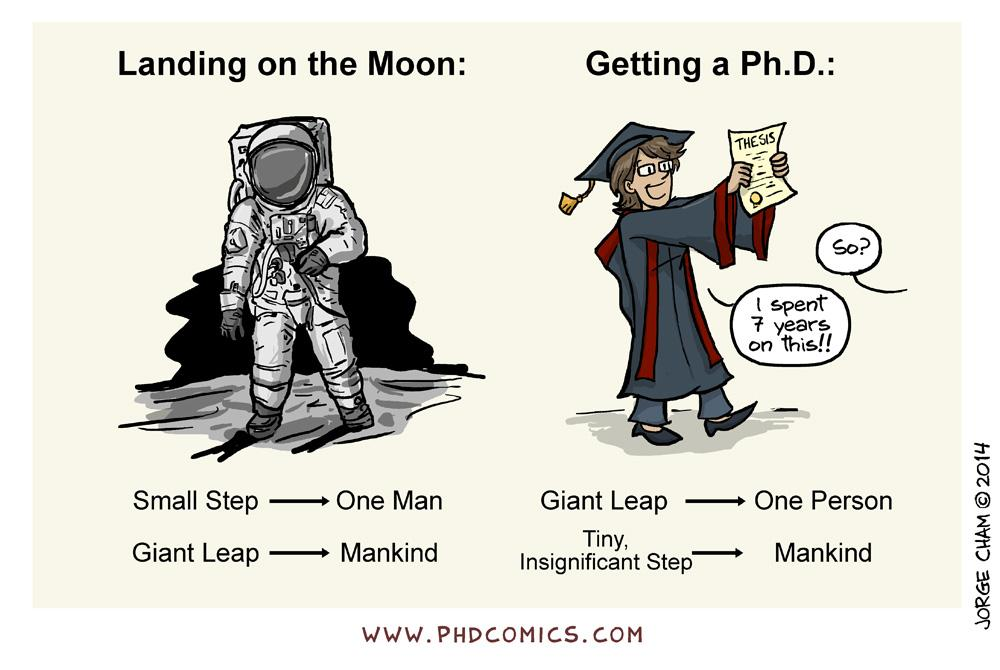 Landing on the Moon:
Getting a Ph.D.:
THESIS
So?
I spent
7 years
on this!!
Small Step → One Man
Giant Leap → Mankind
Giant Leap → One Person
Tiny,
Insignificant Step → Mankind
JORGE CHAM © 2014
WWW.PHDCOMICS.COM